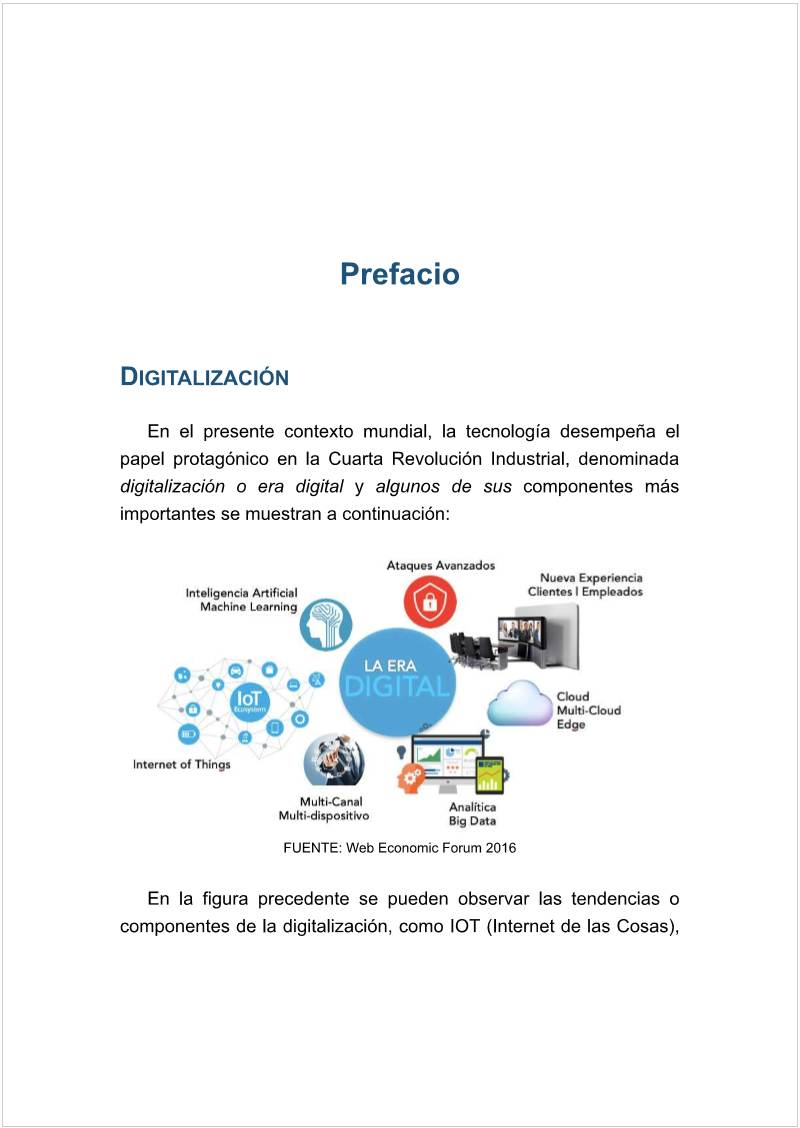 Prefacio
DIGITALIZACIÓN
En el presente contexto mundial, la tecnología desempeña el
papel protagónico en la Cuarta Revolución Industrial, denominada
digitalización o era digital y algunos de sus componentes más
importantes se muestran a continuación:
Ataques Avanzados
Nueva Experiencia
Clientes | Empleados
Inteligencia Artificial
Machine Learning
LA ERA
DIGITAL
IoT
Ecosystem
Cloud
Multi-Cloud
Edge
Internet of Things
Multi-Canal
Multi-dispositivo
Analítica
Big Data
FUENTE: Web Economic Forum 2016
En la figura precedente se pueden observar las tendencias o
componentes de la digitalización, como IOT (Internet de las Cosas),